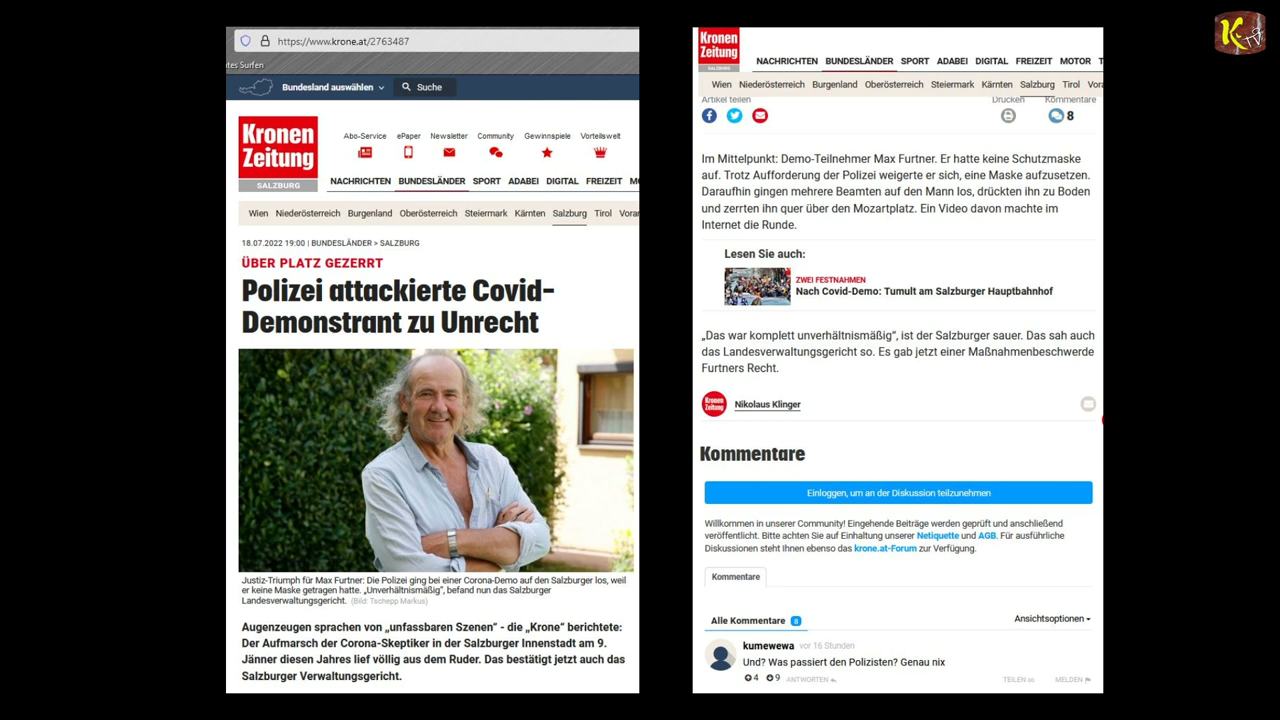 https://www.krone.at/2763487
tes Surfen
Bundesland auswählen
Suche
Kronen
Zeitung
SALZBURG
Abo-Service ePaper Newsletter Community Gewinnspiele Vorteilswelt
NACHRICHTEN BUNDESLÄNDER SPORT ADABEI DIGITAL FREIZEIT MO
Wien Niederösterreich Burgenland Oberösterreich Steiermark Kärnten Salzburg Tirol Vorar
18.07.2022 19:00 | BUNDESLÄNDER > SALZBURG
ÜBER PLATZ GEZERRT
Polizei attackierte Covid-
Demonstrant zu Unrecht
Justiz-Triumph für Max Furtner: Die Polizei ging bei einer Corona-Demo auf den Salzburger los, weil
er keine Maske getragen hatte. „Unverhältnismäßig“, befand nun das Salzburger
Landesverwaltungsgericht. (Bild: Tschepp Markus)
Augenzeugen sprachen von „unfassbaren Szenen“ - die „Krone“ berichtete:
Der Aufmarsch der Corona-Skeptiker in der Salzburger Innenstadt am 9.
Jänner diesen Jahres lief völlig aus dem Ruder. Das bestätigt jetzt auch das
Salzburger Verwaltungsgericht.
Kronen
Zeitung
SALZBURG
NACHRICHTEN BUNDESLÄNDER SPORT ADABEI DIGITAL FREIZEIT MOTOR T
Wien Niederösterreich Burgenland Oberösterreich Steiermark Kärnten Salzburg Tirol Vora
Artikel teilen Drucken Kommentare
8
Im Mittelpunkt: Demo-Teilnehmer Max Furtner. Er hatte keine Schutzmaske
auf. Trotz Aufforderung der Polizei weigerte er sich, eine Maske aufzusetzen.
Daraufhin gingen mehrere Beamten auf den Mann los, drückten ihn zu Boden
und zerrten ihn quer über den Mozartplatz. Ein Video davon machte im
Internet die Runde.
Lesen Sie auch:
ZWEI FESTNAHMEN
Nach Covid-Demo: Tumult am Salzburger Hauptbahnhof
„Das war komplett unverhältnismäßig“, ist der Salzburger sauer. Das sah auch
das Landesverwaltungsgericht so. Es gab jetzt einer Maßnahmenbeschwerde
Furtners Recht.
Kronen
Zeitung
Nikolaus Klinger
Kommentare
Einloggen, um an der Diskussion teilzunehmen
Willkommen in unserer Community! Eingehende Beiträge werden geprüft und anschließend
veröffentlicht. Bitte achten Sie auf Einhaltung unserer Netiquette und AGB. Für ausführliche
Diskussionen steht Ihnen ebenso das krone.at-Forum zur Verfügung.
Kommentare
Alle Kommentare 8
Ansichtsoptionen
kumewewa vor 16 Stunden
Und? Was passiert den Polizisten? Genau nix
4 9 ANTWORTEN TEILEN MELDEN
K TV